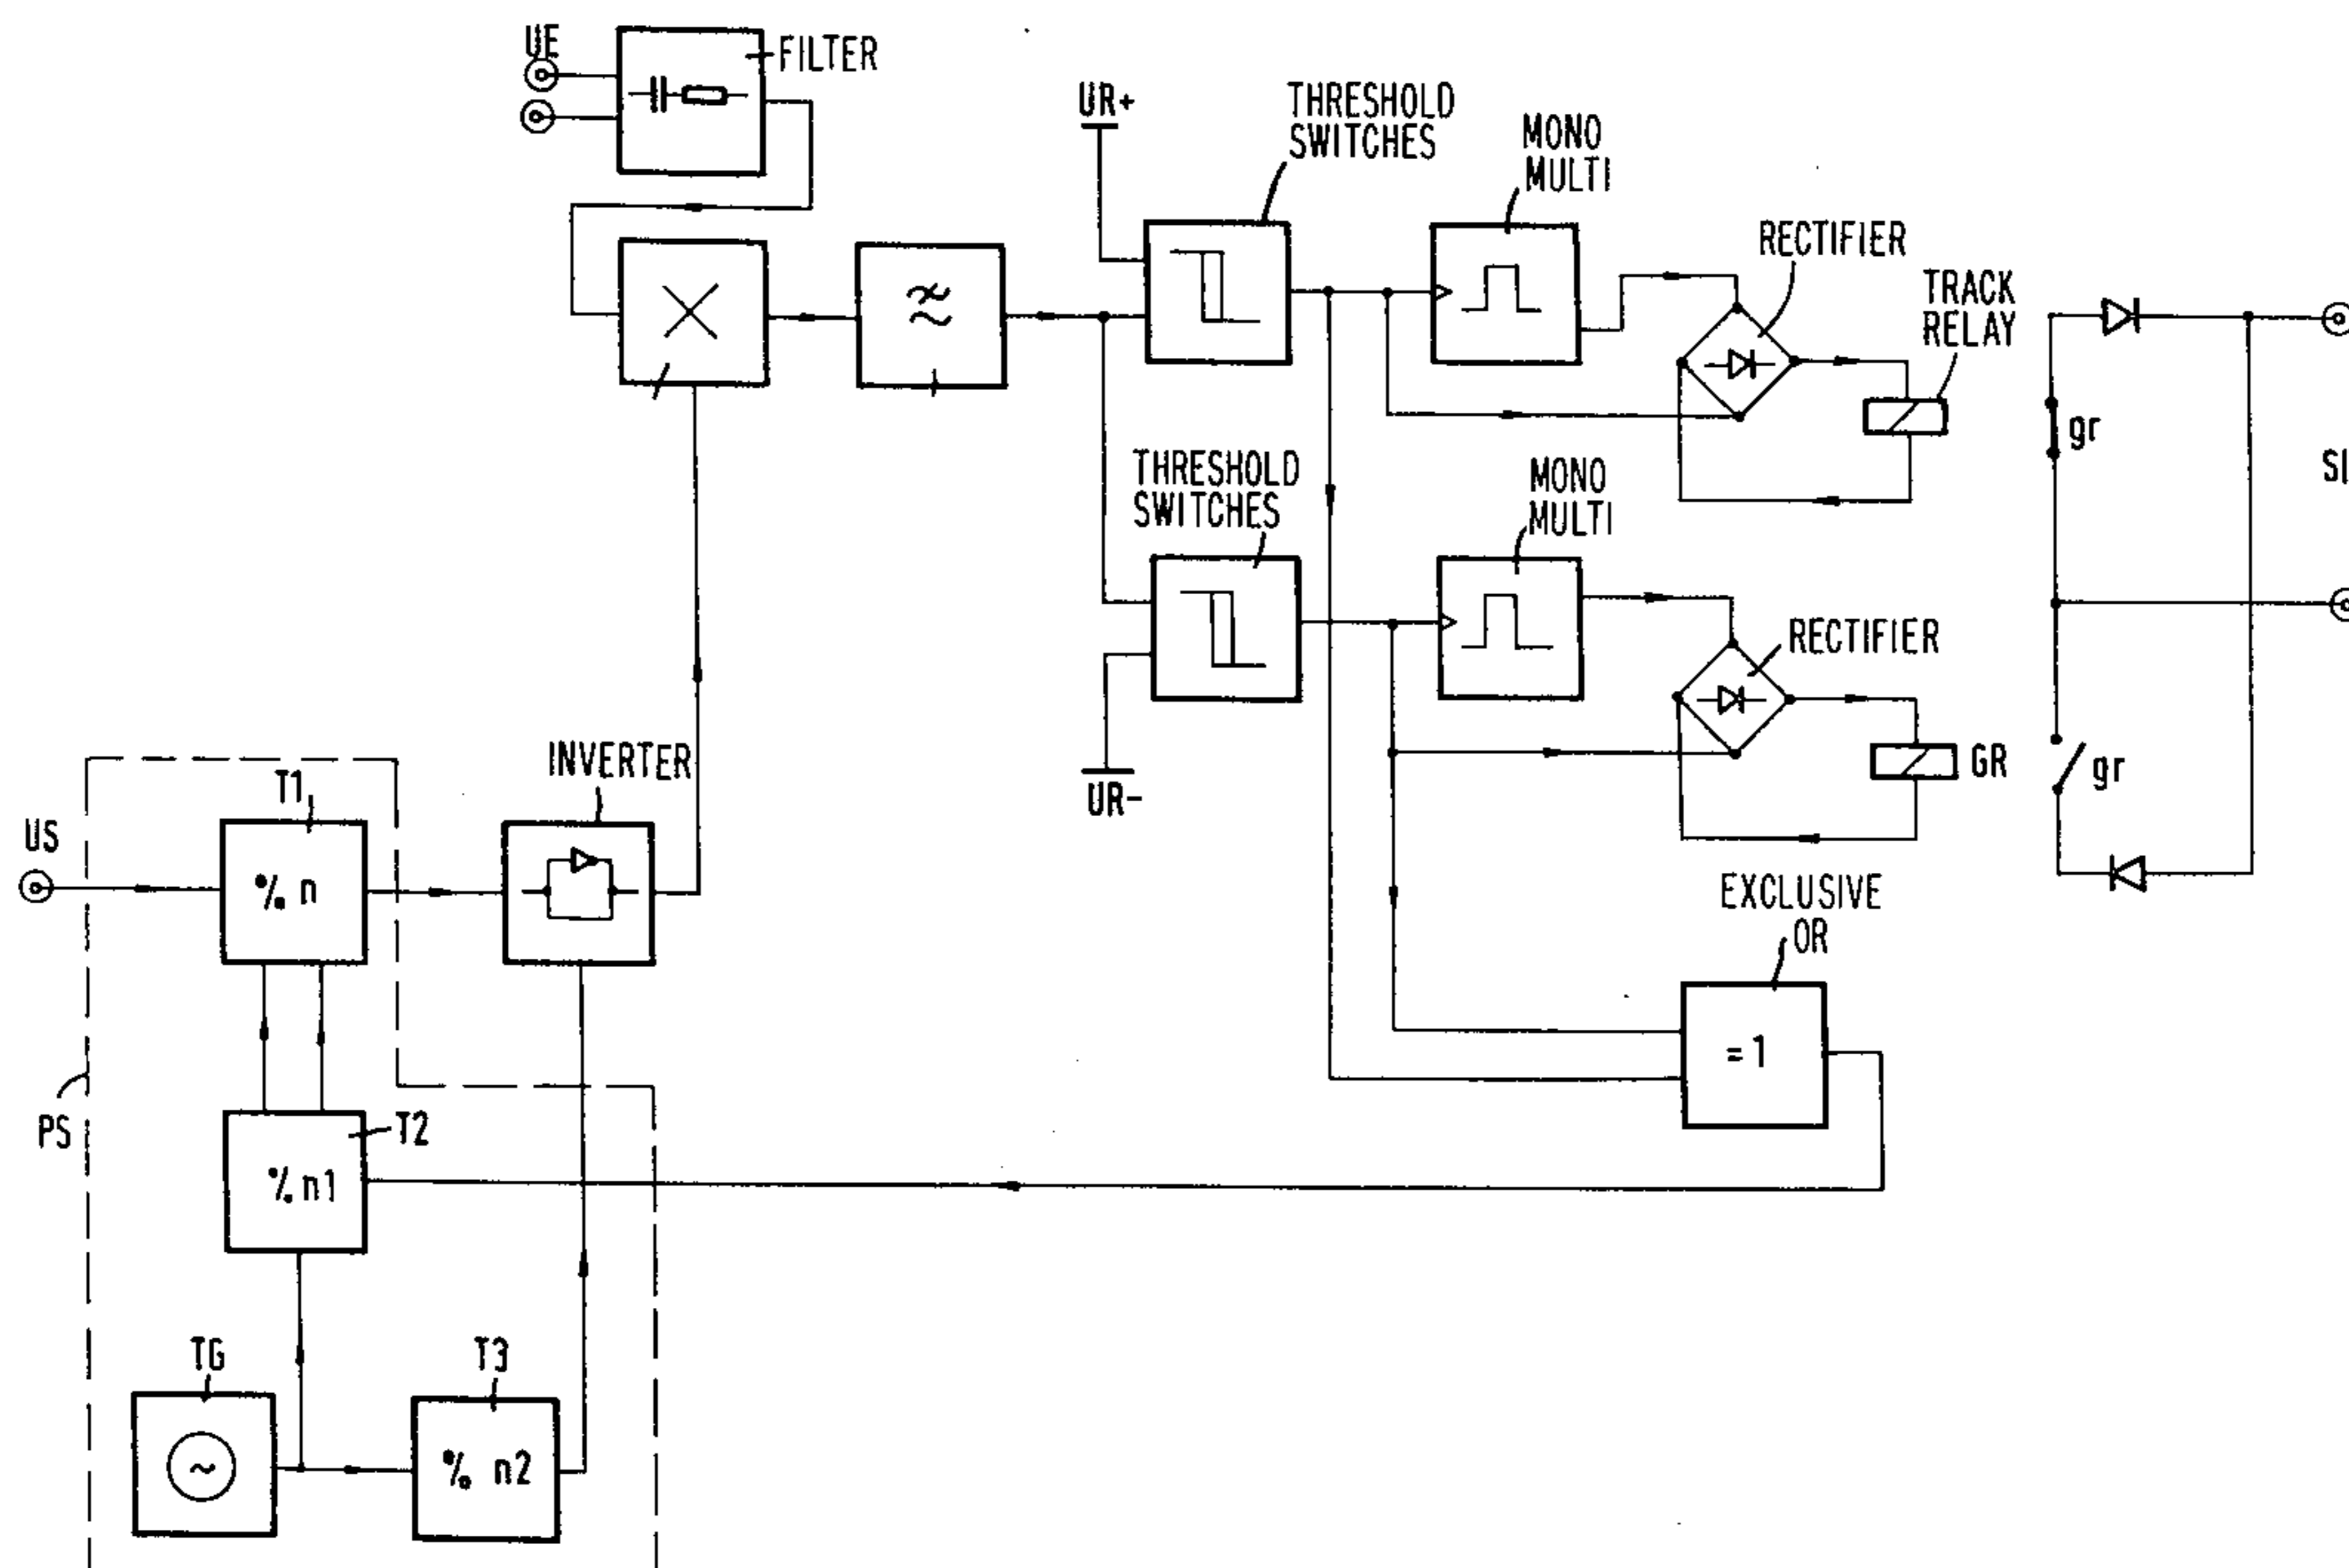 UE
FILTER
UR+
THRESHOLD
SWITCHES
MONO
MULTI
RECTIFIER
TRACK
RELAY
gr
THRESHOLD
SWITCHES
MONO
MULTI
SI
RECTIFIER
INVERTER
GR
gr
T1
UR-
US
% n
EXCLUSIVE
OR
= 1
PS
T2
% n1
TG
T3
~
% n2